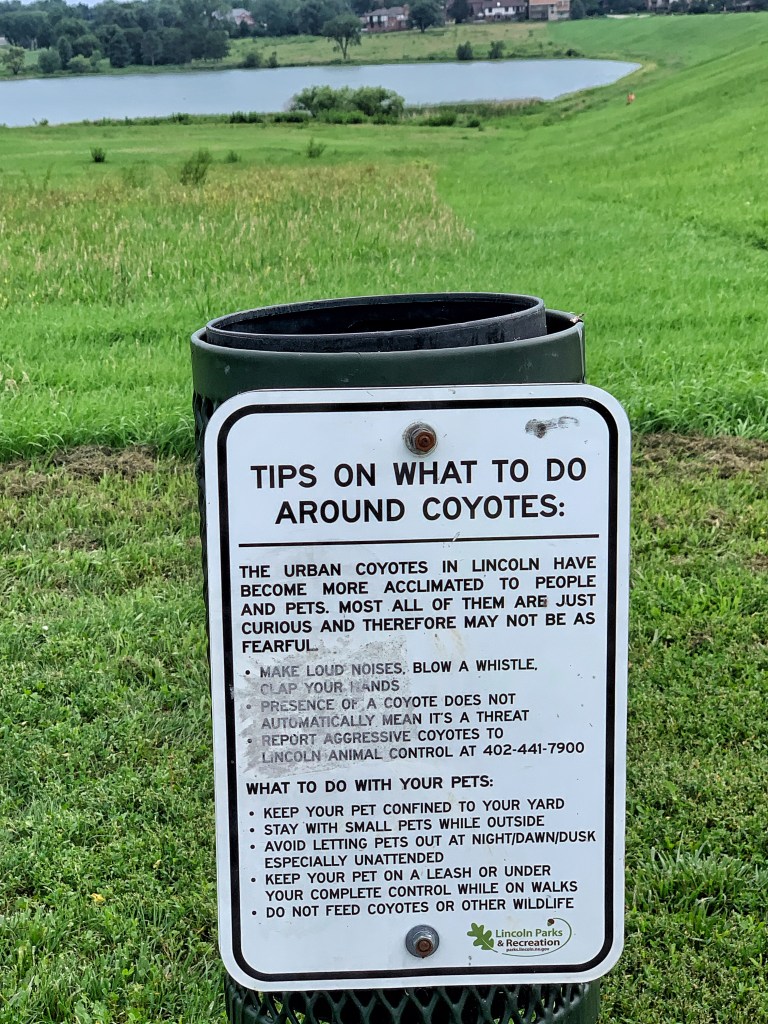 TIPS ON WHAT TO DO
AROUND COYOTES:
THE URBAN COYOTES IN LINCOLN HAVE
BECOME MORE ACCLIMATED TO PEOPLE
AND PETS. MOST ALL OF THEM ARE JUST
CURIOUS AND THEREFORE MAY NOT BE AS
FEARFUL.
• MAKE LOUD NOISES, BLOW A WHISTLE,
CLAP YOUR HANDS
• PRESENCE OF A COYOTE DOES NOT
AUTOMATICALLY MEAN IT'S A THREAT
• REPORT AGGRESSIVE COYOTES TO
LINCOLN ANIMAL CONTROL AT 402-441-7900
WHAT TO DO WITH YOUR PETS:
• KEEP YOUR PET CONFINED TO YOUR YARD
• STAY WITH SMALL PETS WHILE OUTSIDE
• AVOID LETTING PETS OUT AT NIGHT/DAWN/DUSK
ESPECIALLY UNATTENDED
• KEEP YOUR PET ON A LEASH OR UNDER
YOUR COMPLETE CONTROL WHILE ON WALKS
• DO NOT FEED COYOTES OR OTHER WILDLIFE
Lincoln Parks
& Recreation
parks.lincoln.ne.gov